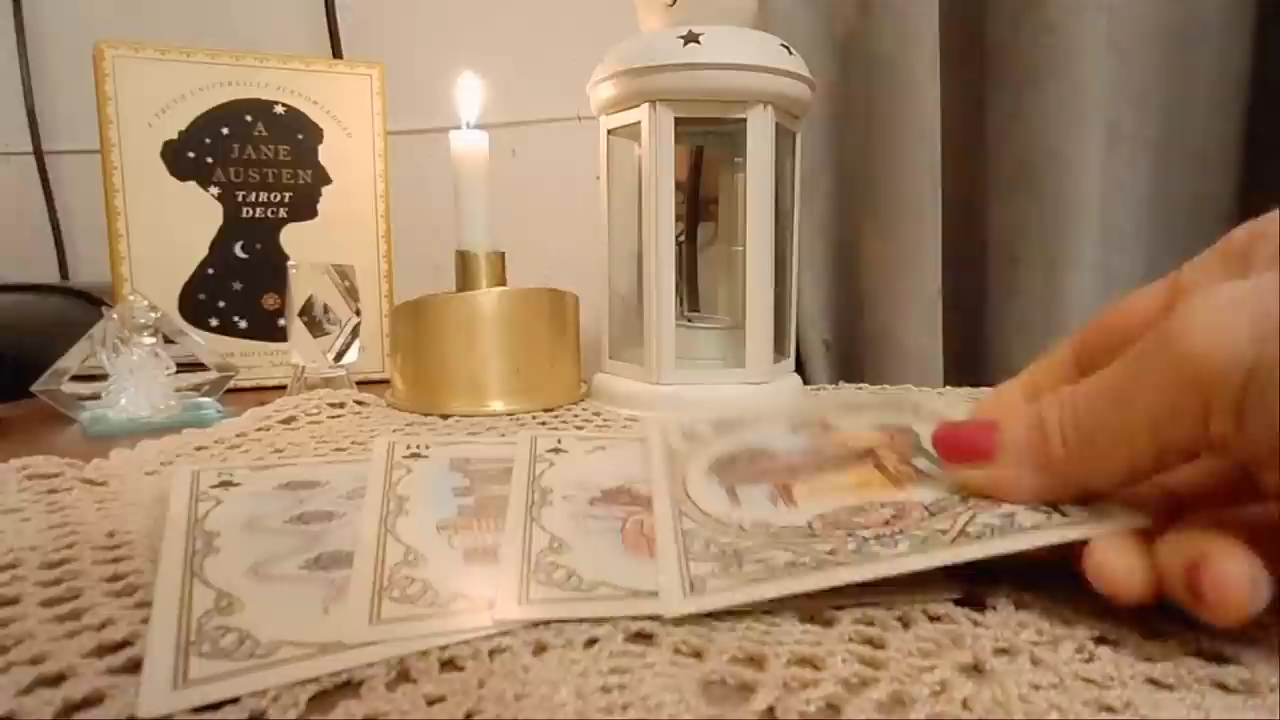 A TRUTH UNIVERSALLY ACKNOWLEDGED
A
JANE
AUSTEN
TAROT
DECK